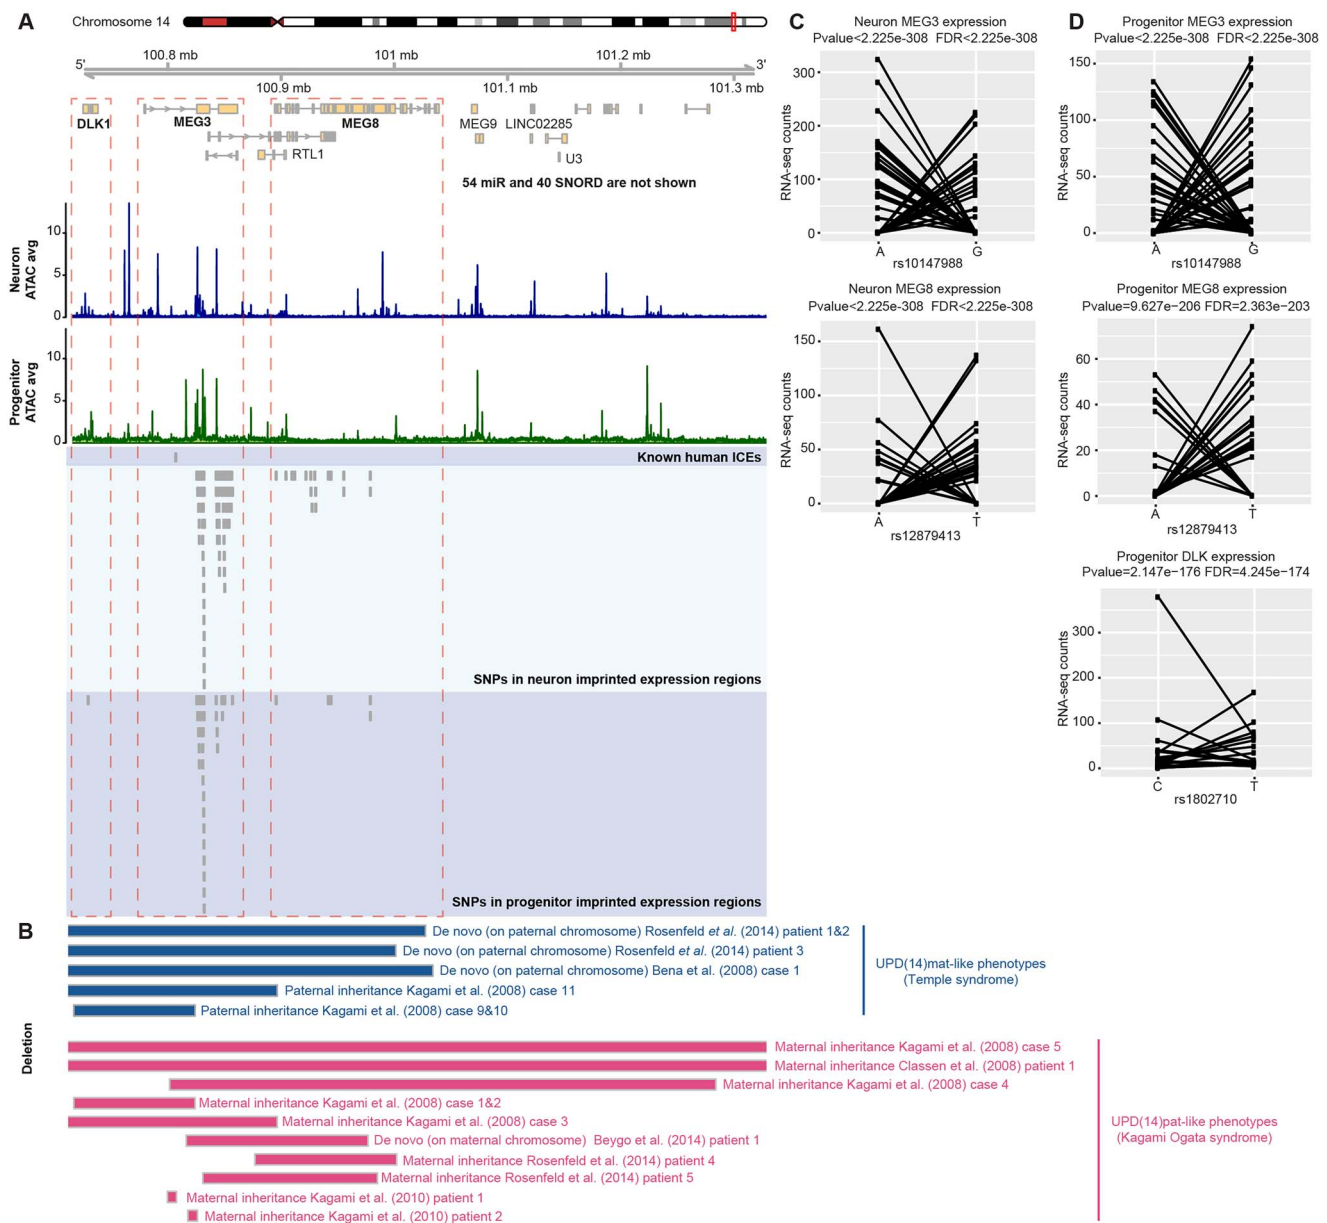 A
Chromosome 14
5'
100.8 mb
101 mb
101.2 mb
3'
100.9 mb
101.1 mb
101.3 mb
DLK1
MEG3
MEG8
MEG9
LINC02285
RTL1
U3
54 miR and 40 SNORD are not shown
Neuron
ATAC avg
10
5
0
Progenitor
ATAC avg
10
5
0
Known human ICEs
SNPs in neuron imprinted expression regions
SNPs in progenitor imprinted expression regions
B
Deletion
De novo (on paternal chromosome) Rosenfeld et al. (2014) patient 1&2
De novo (on paternal chromosome) Rosenfeld et al. (2014) patient 3
De novo (on paternal chromosome) Bena et al. (2008) case 1
Paternal inheritance Kagami et al. (2008) case 11
Paternal inheritance Kagami et al. (2008) case 9&10
UPD(14)mat-like phenotypes
(Temple syndrome)
Maternal inheritance Kagami et al. (2008) case 5
Maternal inheritance Classen et al. (2008) patient 1
Maternal inheritance Kagami et al. (2008) case 4
Maternal inheritance Kagami et al. (2008) case 1&2
Maternal inheritance Kagami et al. (2008) case 3
De novo (on maternal chromosome) Beygo et al. (2014) patient 1
Maternal inheritance Rosenfeld et al. (2014) patient 4
Maternal inheritance Rosenfeld et al. (2014) patient 5
Maternal inheritance Kagami et al. (2010) patient 1
Maternal inheritance Kagami et al. (2010) patient 2
UPD(14)pat-like phenotypes
(Kagami Ogata syndrome)
C
Neuron MEG3 expression
Pvalue<2.225e-308 FDR<2.225e-308
RNA-seq counts
300
200
100
0
A
G
rs10147988
Neuron MEG8 expression
Pvalue<2.225e-308 FDR<2.225e-308
RNA-seq counts
150
100
50
0
A
T
rs12879413
D
Progenitor MEG3 expression
Pvalue<2.225e-308 FDR<2.225e-308
RNA-seq counts
150
100
50
0
A
G
rs10147988
Progenitor MEG8 expression
Pvalue=9.627e−206 FDR=2.363e−203
RNA-seq counts
60
40
20
0
A
T
rs12879413
Progenitor DLK expression
Pvalue=2.147e−176 FDR=4.245e−174
RNA-seq counts
300
200
100
0
C
T
rs1802710